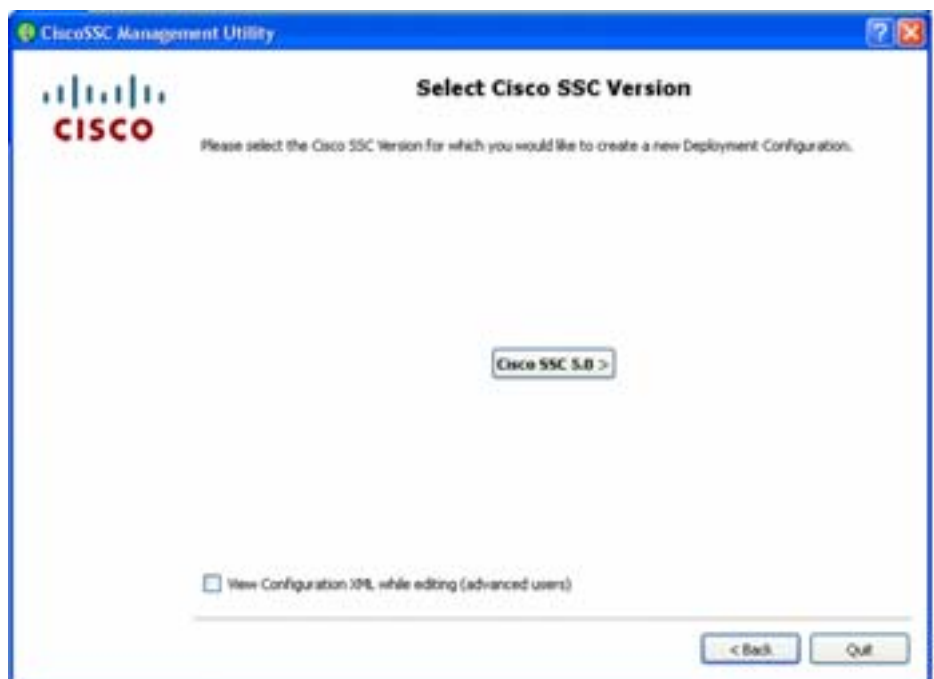 CiscoSSC Management Utility
CISCO
Select Cisco SSC Version
Please select the Cisco SSC Version for which you would like to create a new Deployment Configuration.
Cisco SSC 5.0 >
View Configuration XML while editing (advanced users)
< Back
Quit